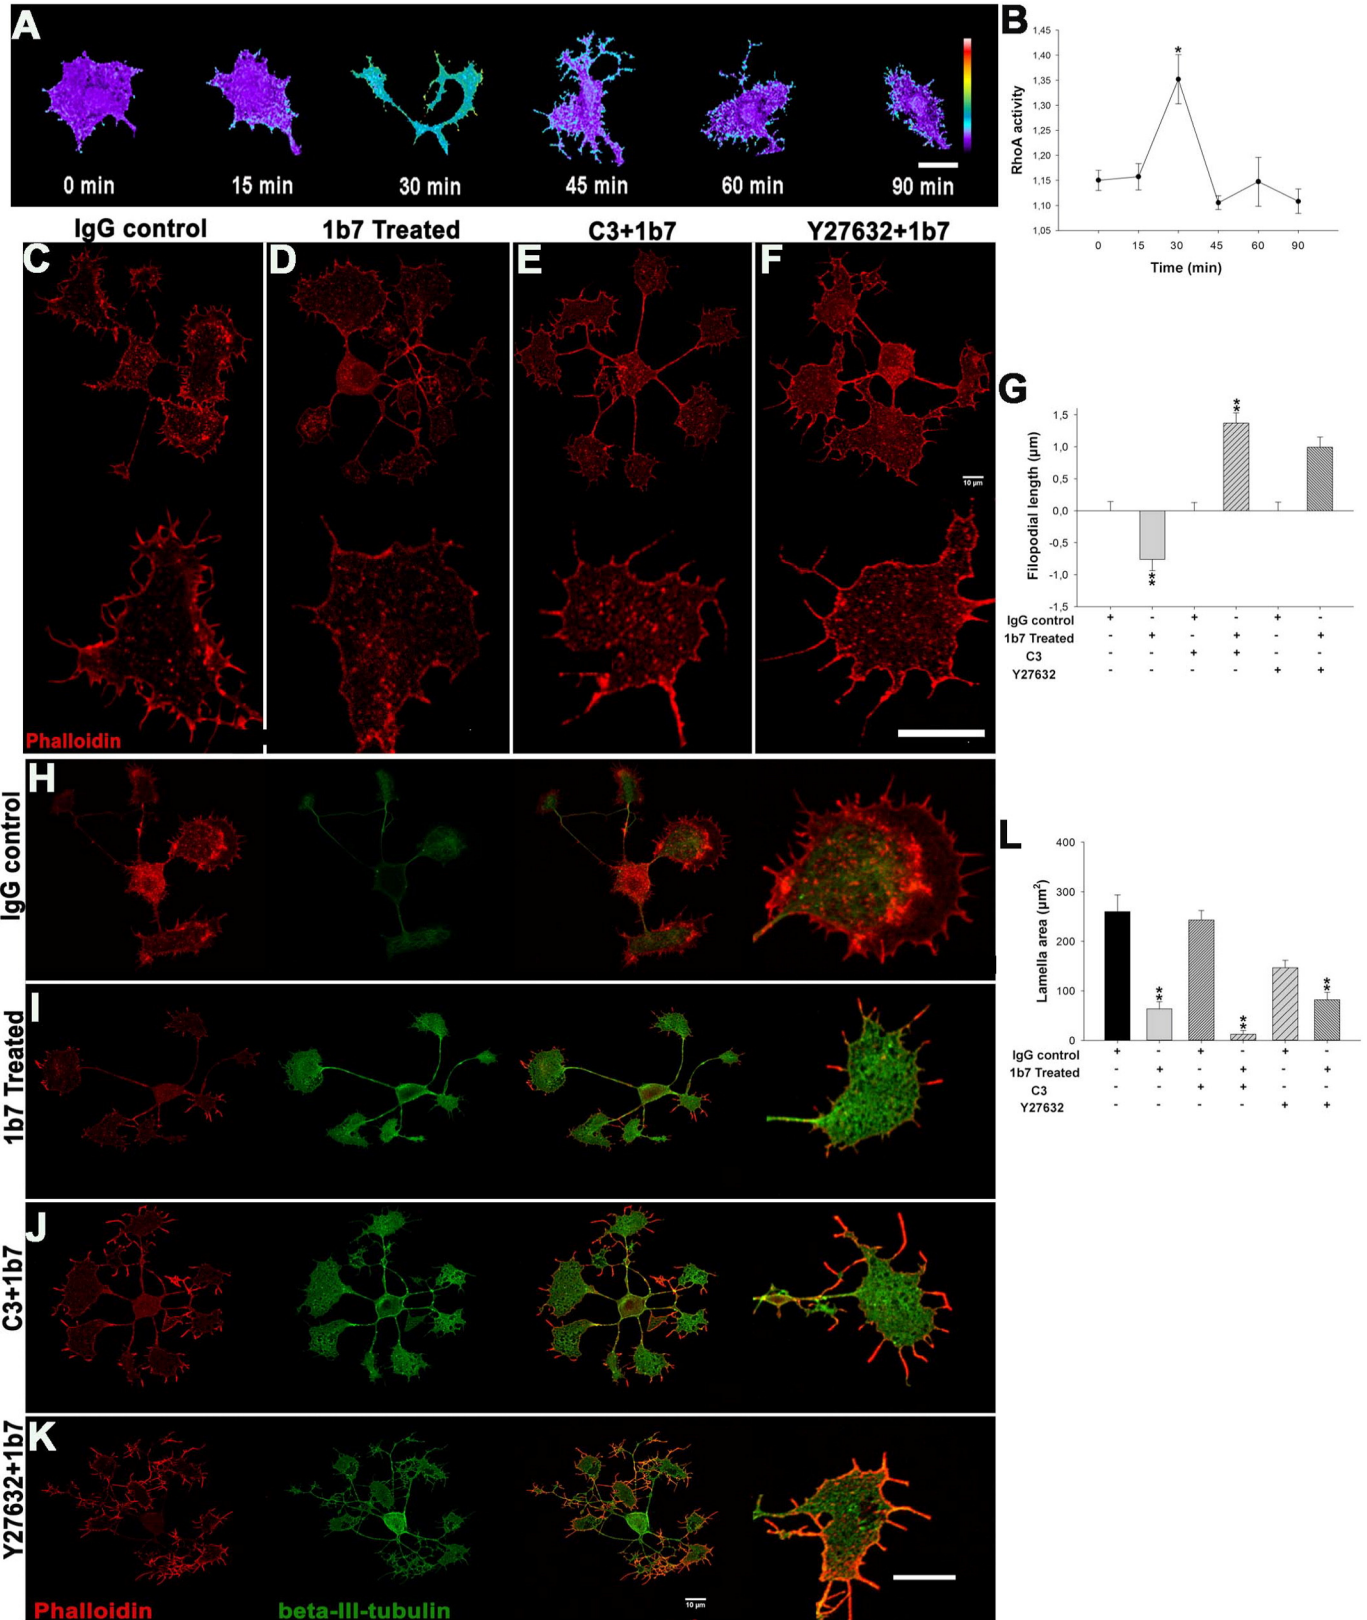 A
0 min 15 min 30 min 45 min 60 min 90 min
B
RhoA activity
1,40
1,45
1,35
1,30
1,25
1,20
1,15
1,10
1,05
*
0 15 30 45 60 90
Time (min)
IgG control 1b7 Treated C3+1b7 Y27632+1b7
C D E F
10 µm
Phalloidin
G
Filopodial length (µm)
1,5
1,0
0,5
0,0
-0,5
-1,0
-1,5
**
**
IgG control + - + - + -
1b7 Treated - + - + - +
C3 - - + + - -
Y27632 - - - - + +
H
IgG control
I
1b7 Treated
J
C3+1b7
K
Y27632+1b7
Phalloidin beta-III-tubulin
10 µm
L
Lamella area (µm²)
400
300
200
100
0
**
**
**
IgG control + - + - + -
1b7 Treated - + - + - +
C3 - - + + - -
Y27632 - - - - + +